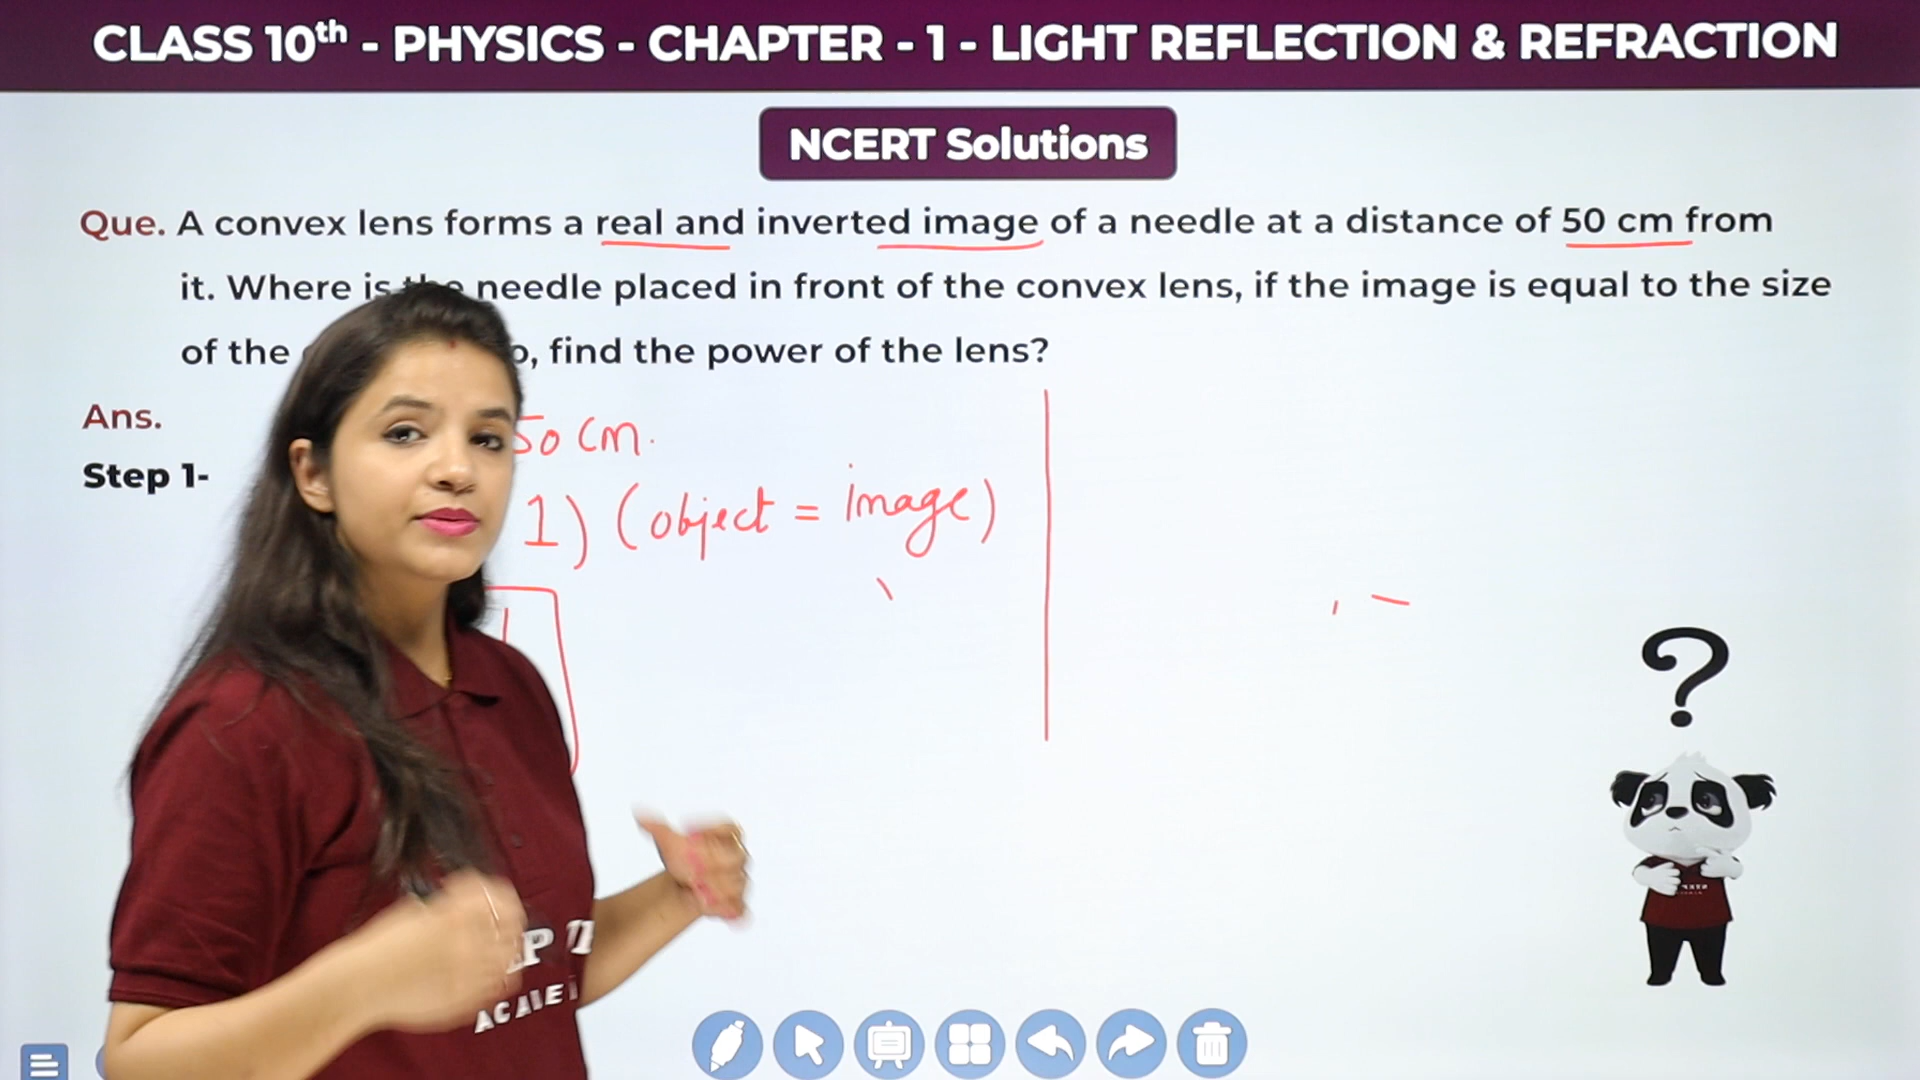 CLASS 10th - PHYSICS - CHAPTER - 1 - LIGHT REFLECTION & REFRACTION
NCERT Solutions
Que. A convex lens forms a real and inverted image of a needle at a distance of 50 cm from
it. Where is the needle placed in front of the convex lens, if the image is equal to the size
of the , find the power of the lens?
Ans.
50 cm.
Step 1-
1) (object = image)
?